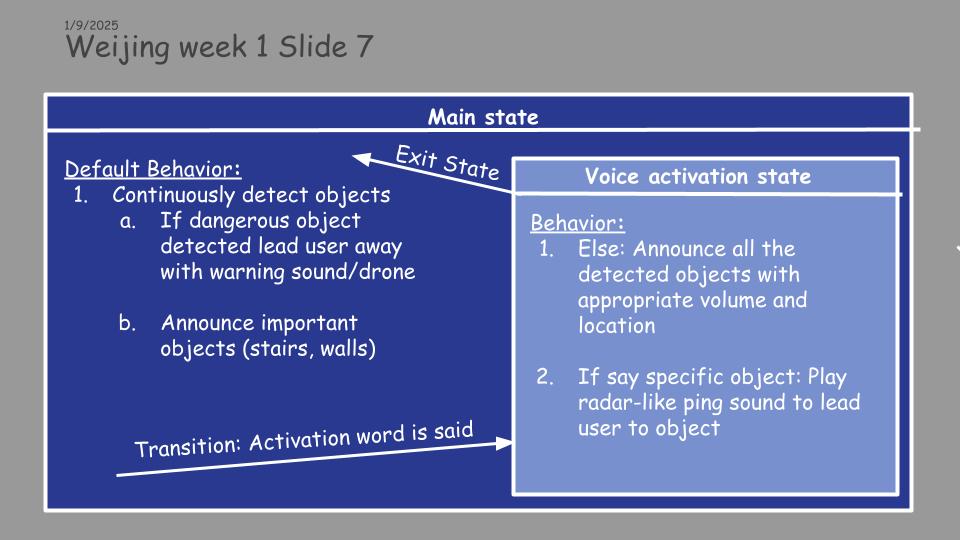 1/9/2025
Weijing week 1 Slide 7
Main state
Default Behavior:
1. Continuously detect objects
a. If dangerous object
detected lead user away
with warning sound/drone
b. Announce important
objects (stairs, walls)
Transition: Activation word is said
Exit State
Voice activation state
Behavior:
1. Else: Announce all the
detected objects with
appropriate volume and
location
2. If say specific object: Play
radar-like ping sound to lead
user to object